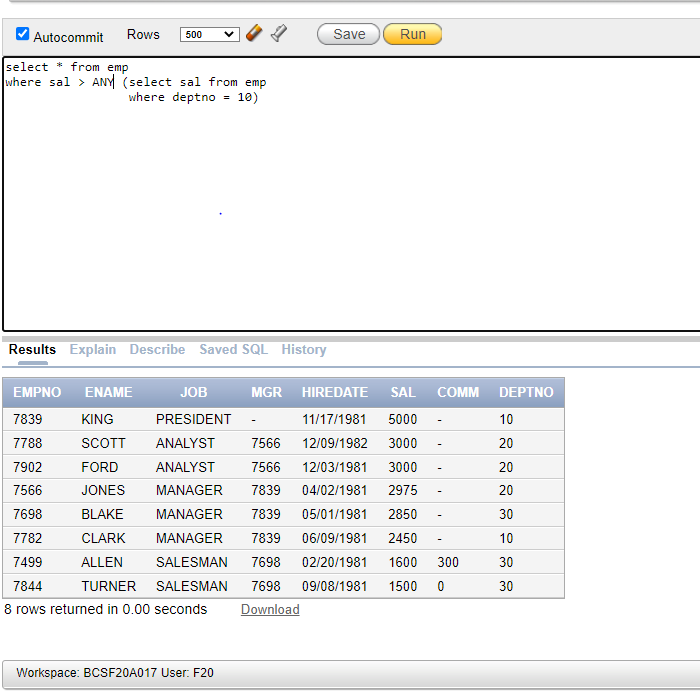 Autocommit Rows 500 Save Run
select * from emp
where sal > ANY (select sal from emp
where deptno = 10)
Results Explain Describe Saved SQL History
EMPNO ENAME JOB MGR HIREDATE SAL COMM DEPTNO
7839 KING PRESIDENT - 11/17/1981 5000 - 10
7788 SCOTT ANALYST 7566 12/09/1982 3000 - 20
7902 FORD ANALYST 7566 12/03/1981 3000 - 20
7566 JONES MANAGER 7839 04/02/1981 2975 - 20
7698 BLAKE MANAGER 7839 05/01/1981 2850 - 30
7782 CLARK MANAGER 7839 06/09/1981 2450 - 10
7499 ALLEN SALESMAN 7698 02/20/1981 1600 300 30
7844 TURNER SALESMAN 7698 09/08/1981 1500 0 30
8 rows returned in 0.00 seconds Download
Workspace: BCSF20A017 User: F20